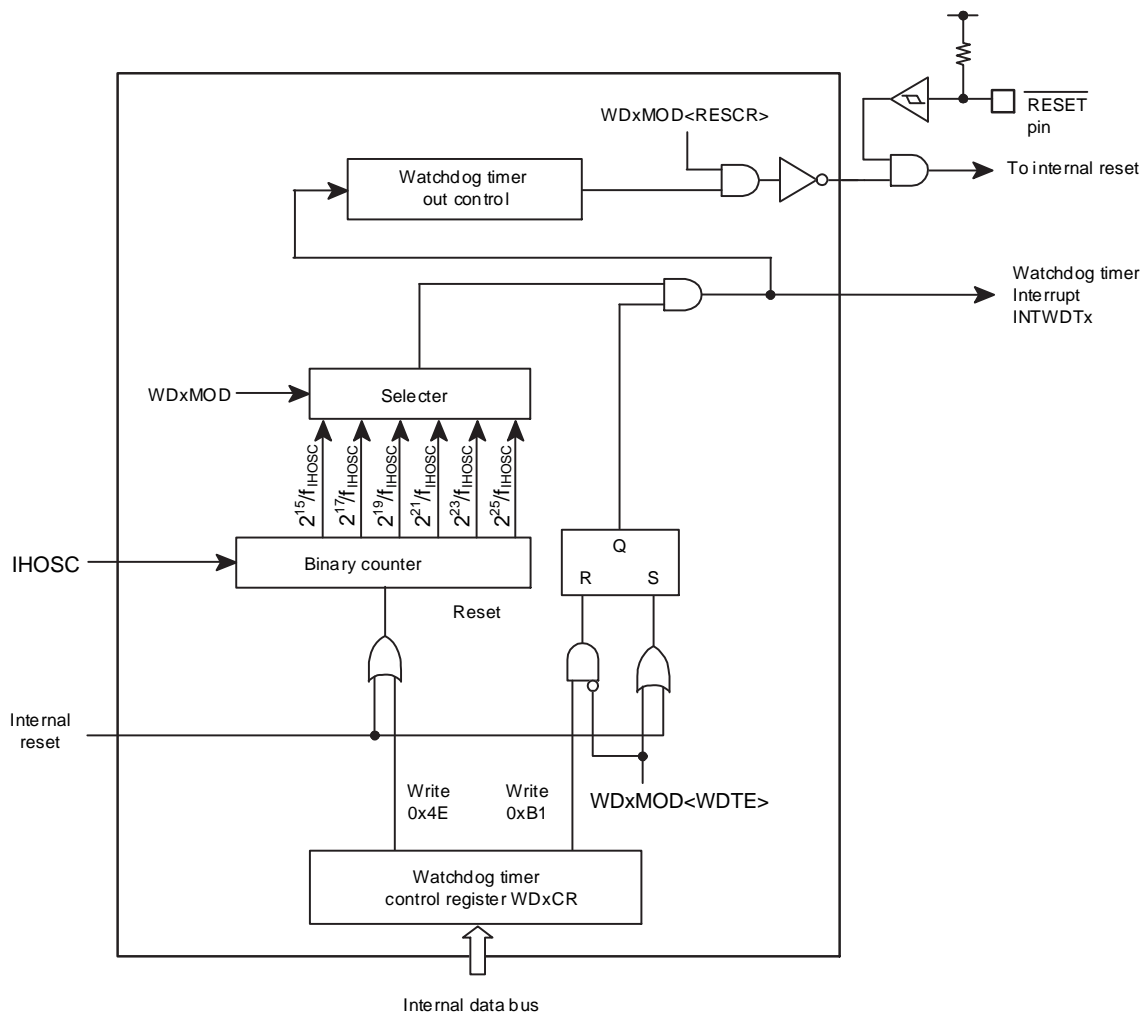 WDxMOD<RESCR>
RESET
pin
Watchdog timer
out control
To internal reset
Watchdog timer
Interrupt
INTWDTx
WDxMOD
Selecter
2^15/f_IHOSC
2^17/f_IHOSC
2^19/f_IHOSC
2^21/f_IHOSC
2^23/f_IHOSC
2^25/f_IHOSC
Q
R S
IHOSC
Binary counter
Reset
Internal
reset
Write
0x4E
Write
0xB1
WDxMOD<WDTE>
Watchdog timer
control register WDxCR
Internal data bus